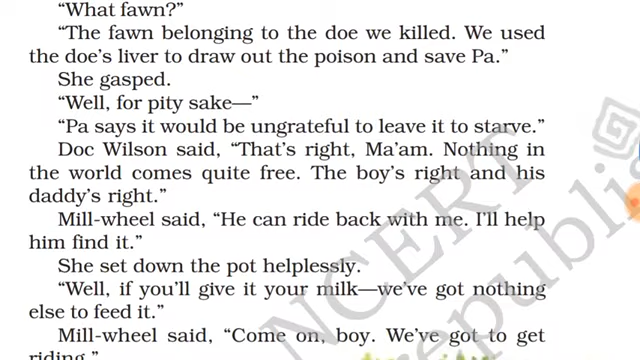 "What fawn?"
"The fawn belonging to the doe we killed. We used
the doe's liver to draw out the poison and save Pa."
She gasped.
"Well, for pity sake—"
"Pa says it would be ungrateful to leave it to starve."
Doc Wilson said, "That's right, Ma'am. Nothing in
the world comes quite free. The boy's right and his
daddy's right."
Mill-wheel said, "He can ride back with me. I'll help
him find it."
She set down the pot helplessly.
"Well, if you'll give it your milk—we've got nothing
else to feed it."
Mill-wheel said, "Come on, boy. We've got to get
riding."
NCERT
republis